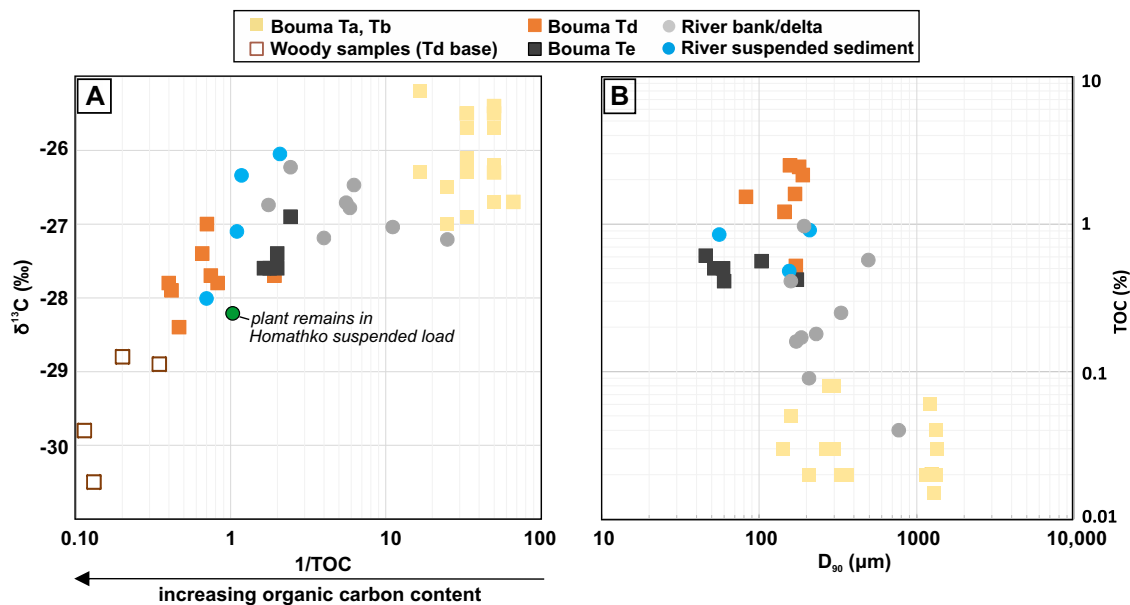 Bouma Ta, Tb Bouma Td River bank/delta
Woody samples (Td base) Bouma Te River suspended sediment
A
-26
-27
-28
-29
-30
δ¹³C (‰)
plant remains in
Homathko suspended load
0.10 1 10 100
1/TOC
increasing organic carbon content
B
10
1
0.1
0.01
TOC (%)
10 100 1000 10,000
D₉₀ (µm)